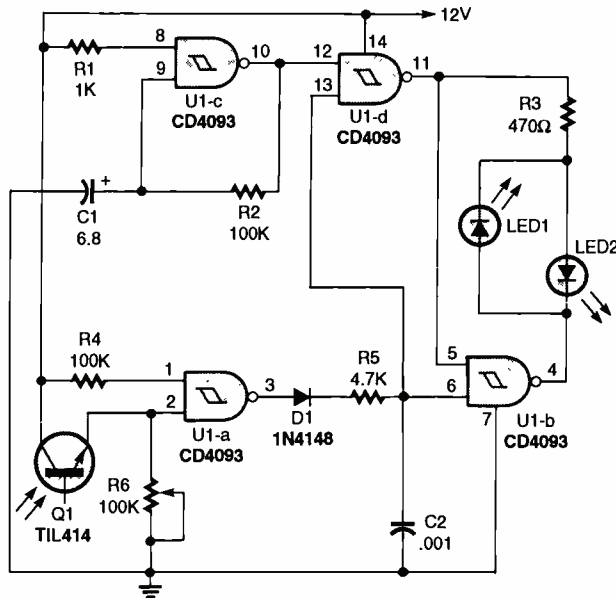 12V
8
10
12
14
11
R1
1K
9
13
U1-c
CD4093
U1-d
CD4093
R3
470Ω
C1
6.8
+
R2
100K
LED1
LED2
R4
100K
1
2
3
R5
4.7K
5
6
4
7
D1
1N4148
U1-a
CD4093
U1-b
CD4093
Q1
TIL414
R6
100K
C2
.001